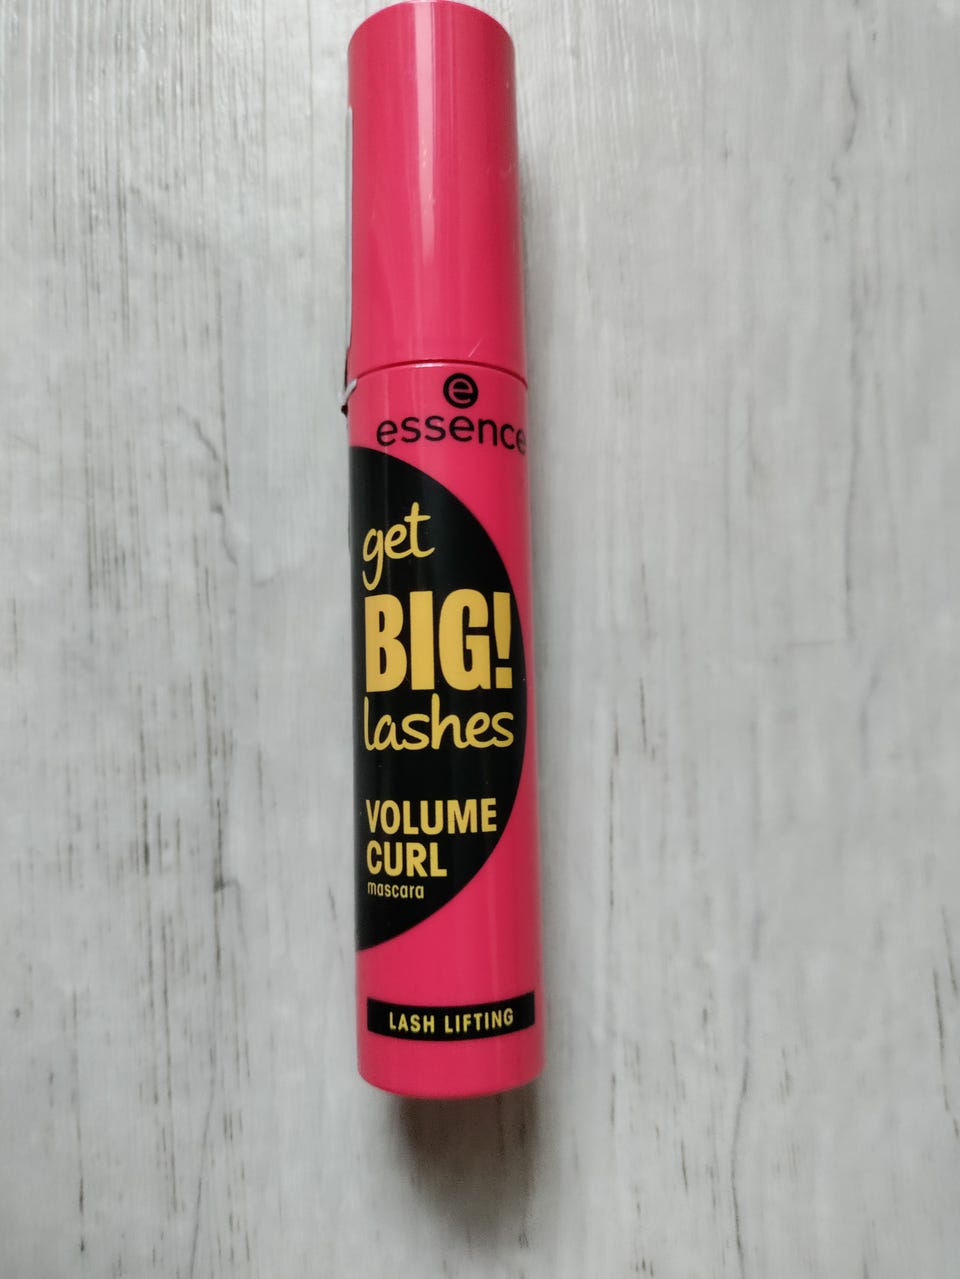 e
essence
get
BIG!
lashes
VOLUME
CURL
mascara
LASH LIFTING